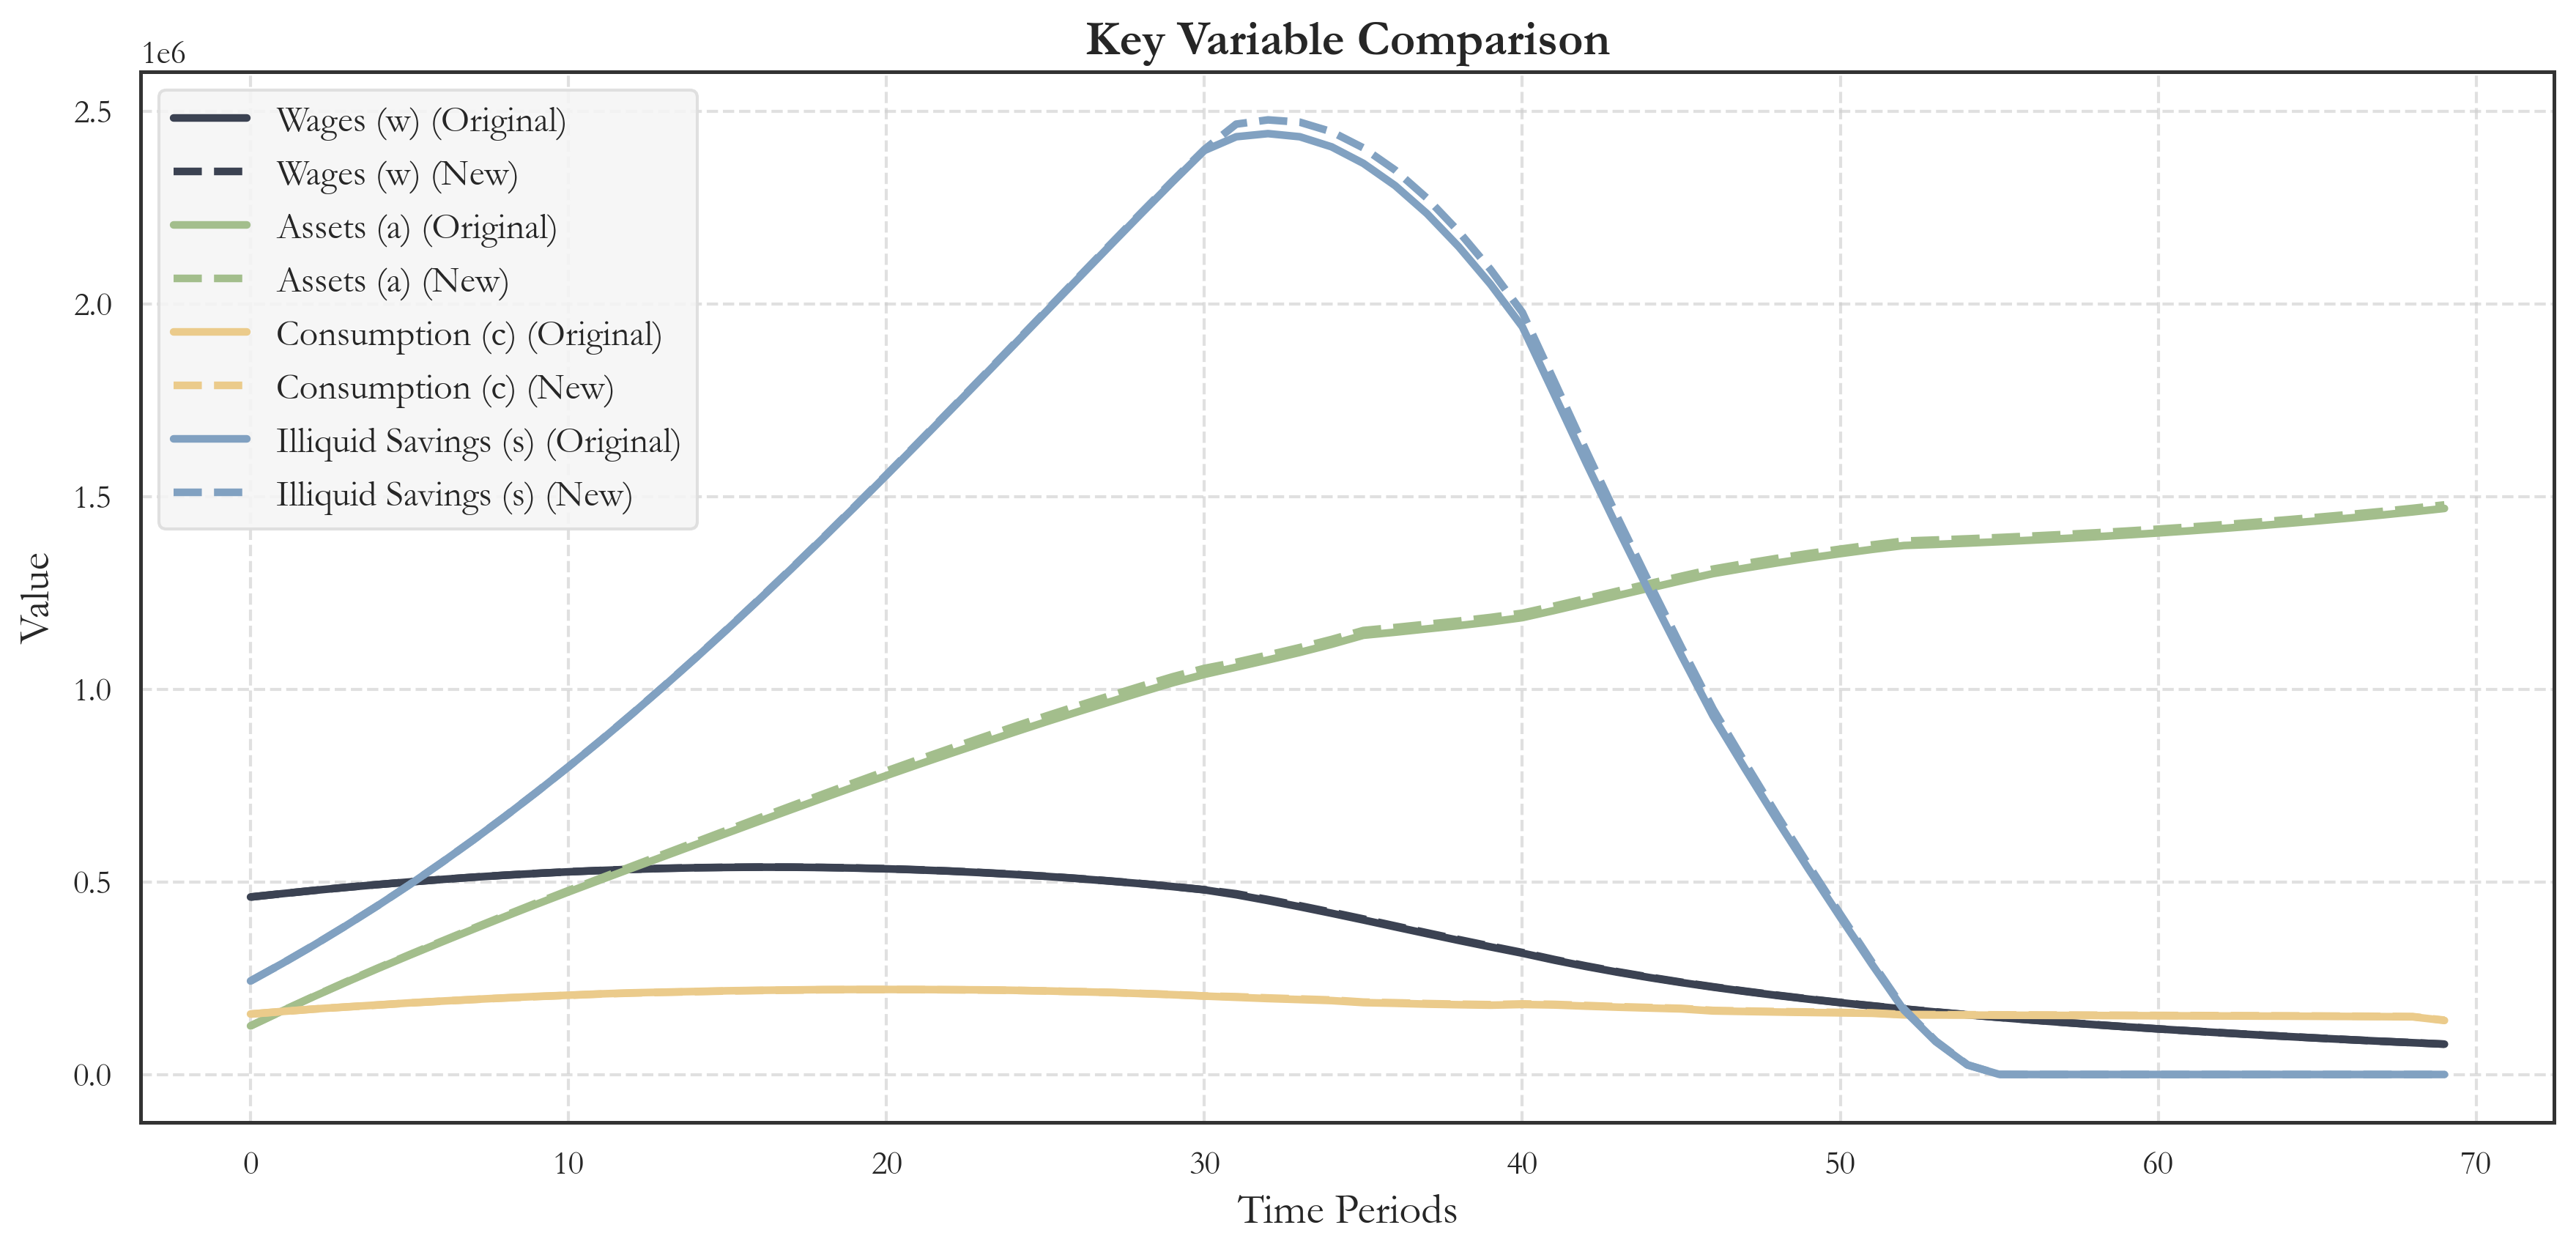 Key Variable Comparison
1e6
2.5
2.0
1.5
1.0
0.5
0.0
Value
Wages (w) (Original)
Wages (w) (New)
Assets (a) (Original)
Assets (a) (New)
Consumption (c) (Original)
Consumption (c) (New)
Illiquid Savings (s) (Original)
Illiquid Savings (s) (New)
0 10 20 30 40 50 60 70
Time Periods